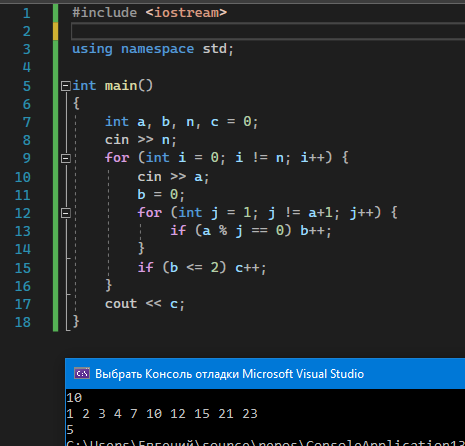 1 #include <iostream>
2
3 using namespace std;
4
5 int main()
6 {
7 int a, b, n, c = 0;
8 cin >> n;
9 for (int i = 0; i != n; i++) {
10 cin >> a;
11 b = 0;
12 for (int j = 1; j != a+1; j++) {
13 if (a % j == 0) b++;
14 }
15 if (b <= 2) c++;
16 }
17 cout << c;
18 }
C:\ Выбрать Консоль отладки Microsoft Visual Studio
10
1 2 3 4 7 10 12 15 21 23
5
C:\Users\Евгений\source\repos\ConsoleApplication13